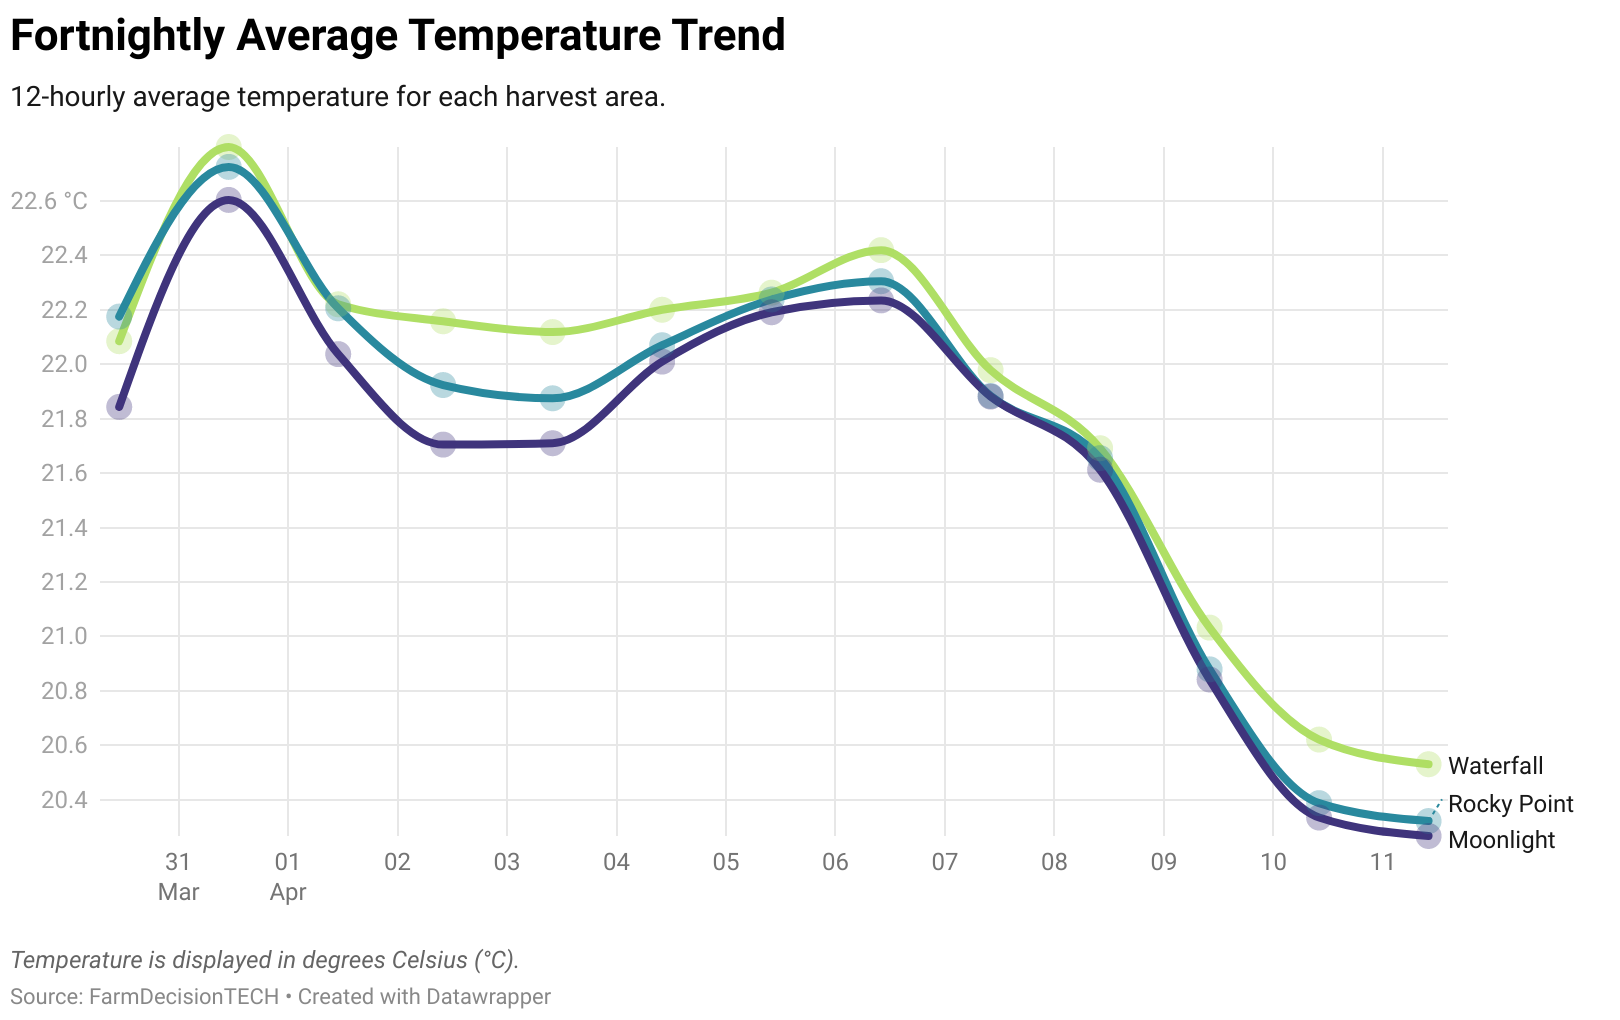 Fortnightly Average Temperature Trend
12-hourly average temperature for each harvest area.
22.6 °C
22.4
22.2
22.0
21.8
21.6
21.4
21.2
21.0
20.8
20.6
20.4
Waterfall
Rocky Point
Moonlight
31 01 02 03 04 05 06 07 08 09 10 11
Mar Apr
Temperature is displayed in degrees Celsius (°C).
Source: FarmDecisionTECH • Created with Datawrapper